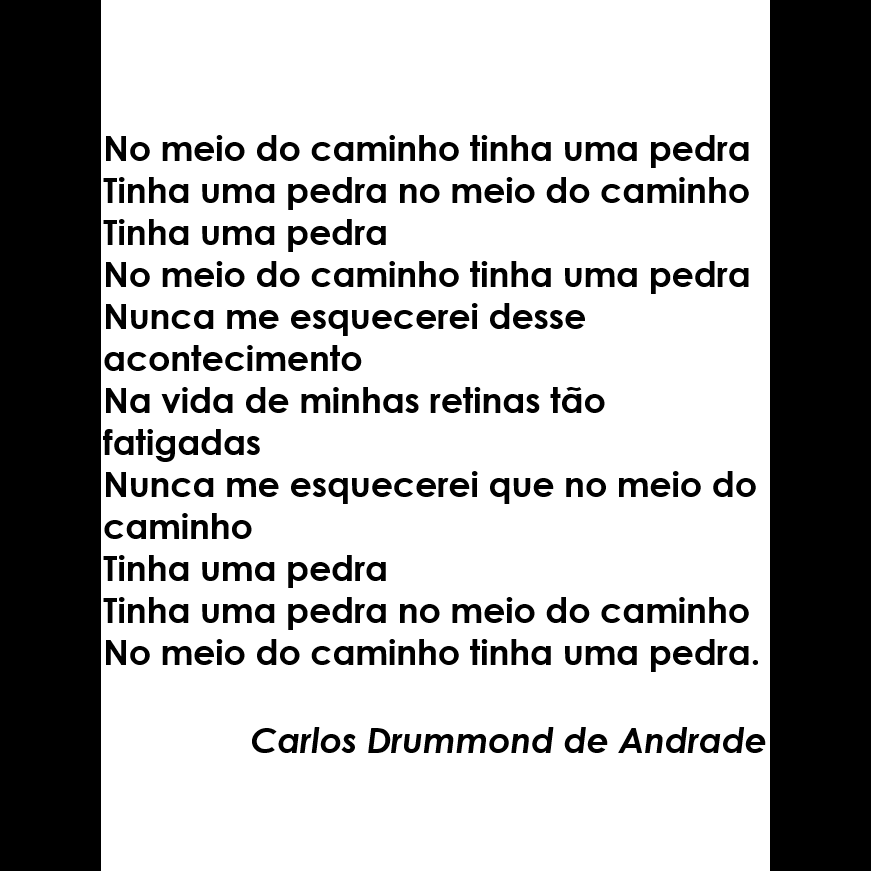 No meio do caminho tinha uma pedra
Tinha uma pedra no meio do caminho
Tinha uma pedra
No meio do caminho tinha uma pedra
Nunca me esquecerei desse
acontecimento
Na vida de minhas retinas tão
fatigadas
Nunca me esquecerei que no meio do
caminho
Tinha uma pedra
Tinha uma pedra no meio do caminho
No meio do caminho tinha uma pedra.
Carlos Drummond de Andrade